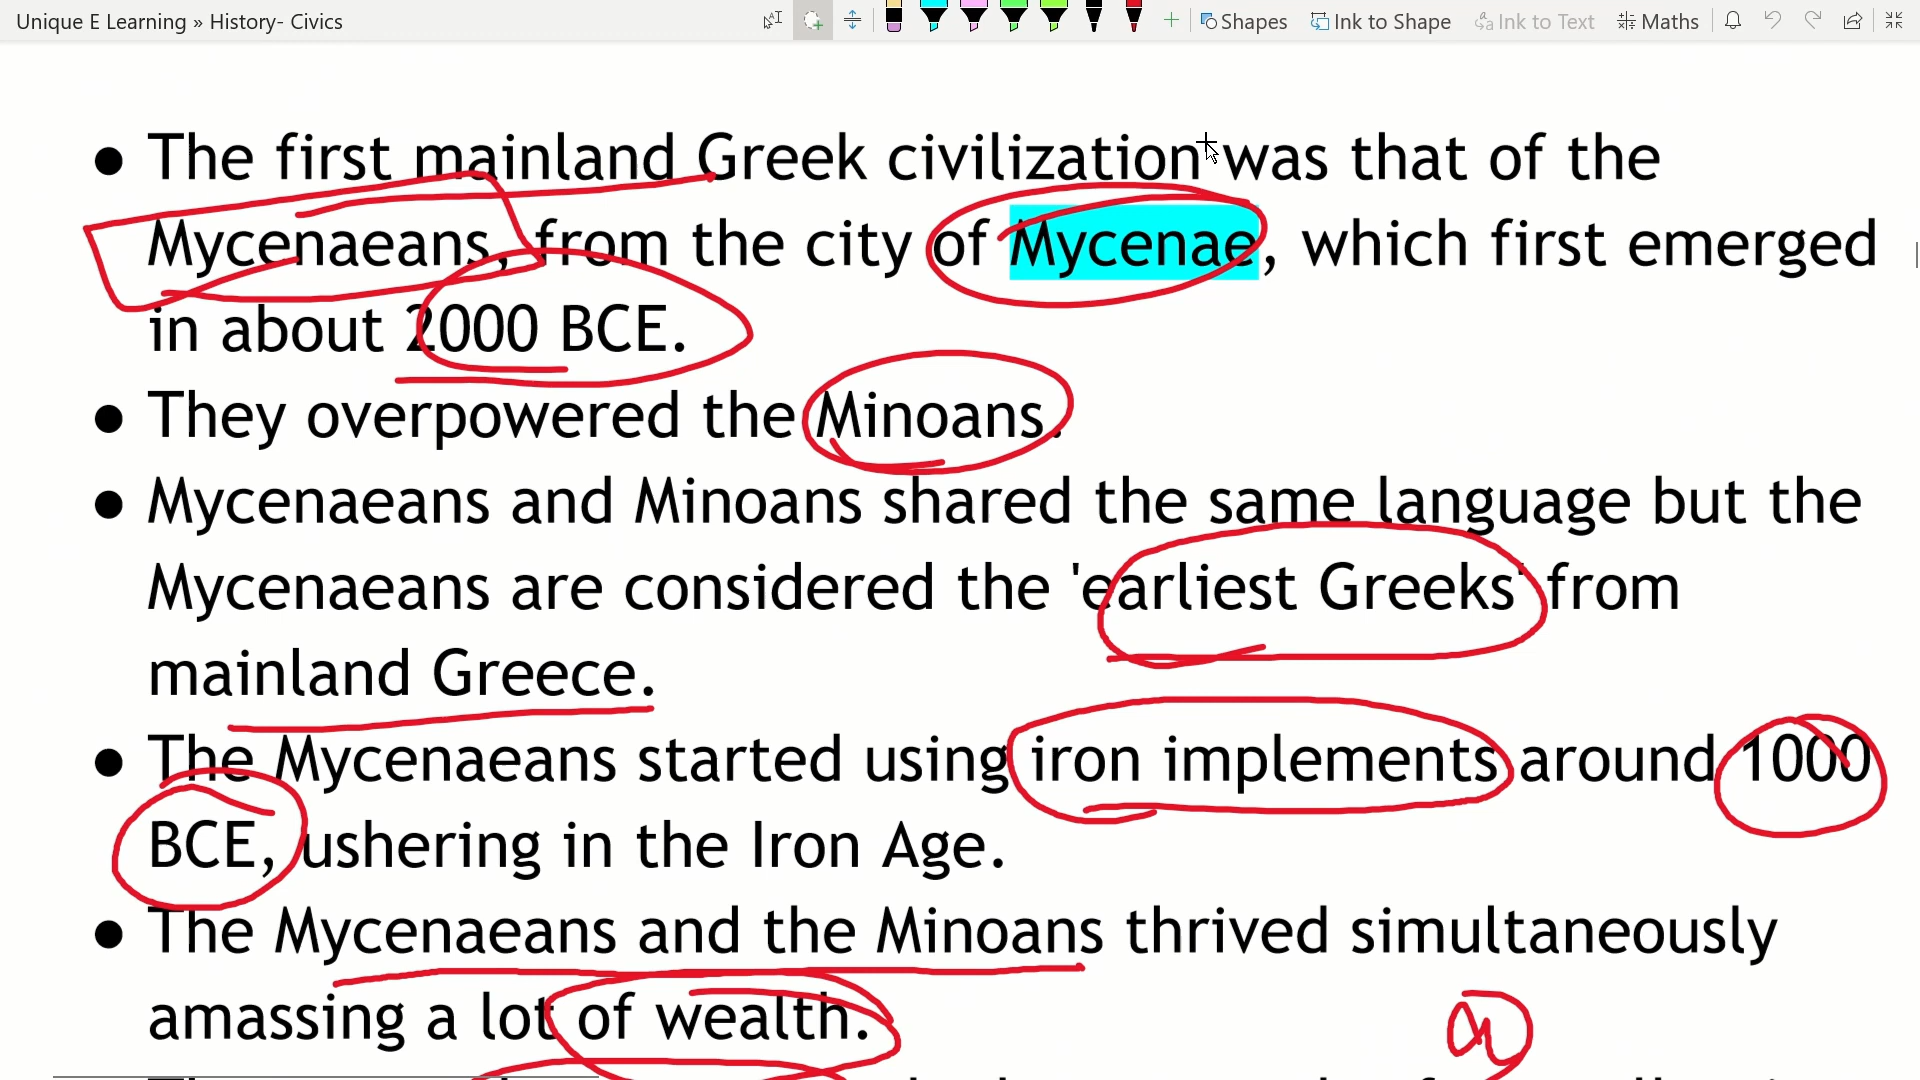 Unique E Learning » History- Civics
Shapes Ink to Shape Ink to Text Maths
● The first mainland Greek civilization was that of the
Mycenaeans, from the city of Mycenae, which first emerged
in about 2000 BCE.
● They overpowered the Minoans.
● Mycenaeans and Minoans shared the same language but the
Mycenaeans are considered the 'earliest Greeks' from
mainland Greece.
● The Mycenaeans started using iron implements around 1000
BCE, ushering in the Iron Age.
● The Mycenaeans and the Minoans thrived simultaneously
amassing a lot of wealth.